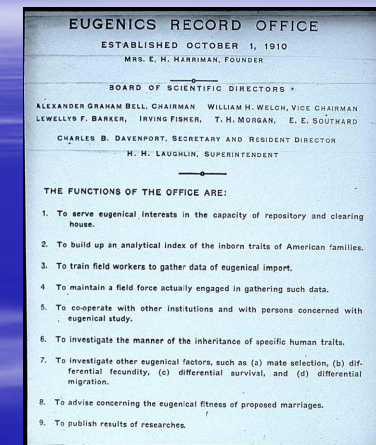 EUGENICS RECORD OFFICE
ESTABLISHED OCTOBER 1, 1910
MRS. E. H. HARRIMAN, FOUNDER
BOARD OF SCIENTIFIC DIRECTORS
ALEXANDER GRAHAM BELL, CHAIRMAN WILLIAM H. WELCH, VICE CHAIRMAN
LEWELLYS F. BARKER, IRVING FISHER, T. H. MORGAN, E. E. SOUTHARD
CHARLES B. DAVENPORT, SECRETARY AND RESIDENT DIRECTOR
H. H. LAUGHLIN, SUPERINTENDENT
THE FUNCTIONS OF THE OFFICE ARE:
1. To serve eugenical interests in the capacity of repository and clearing
house.
2. To build up an analytical index of the inborn traits of American families.
3. To train field workers to gather data of eugenical import.
4 To maintain a field force actually engaged in gathering such data.
5. To co-operate with other institutions and with persons concerned with
eugenical study.
6. To investigate the manner of the inheritance of specific human traits.
7. To investigate other eugenical factors, such as (a) mate selection, (b) dif-
ferential fecundity, (c) differential survival, and (d) differential
migration.
8. To advise concerning the eugenical fitness of proposed marriages.
9. To publish results of researches.